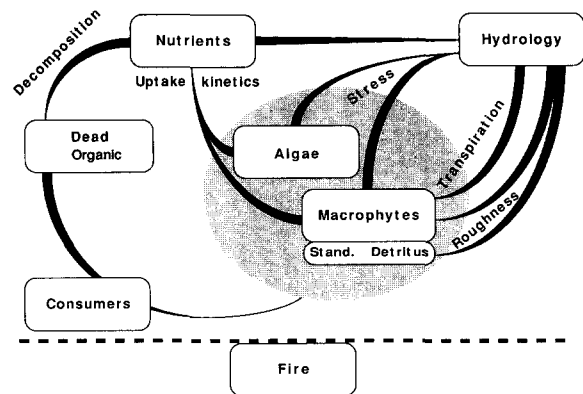 Decomposition
Nutrients
Hydrology
Uptake kinetics
Stress
Dead
Organic
Algae
Transpiration
Macrophytes
Roughness
Stand. Detritus
Consumers
Fire